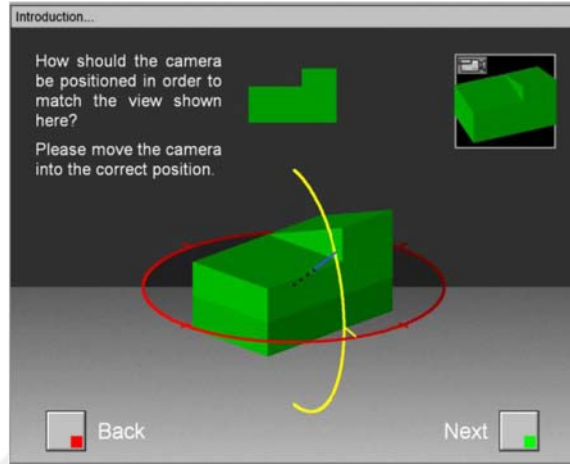 Introduction...
How should the camera
be positioned in order to
match the view shown
here?
Please move the camera
into the correct position.
Back
Next